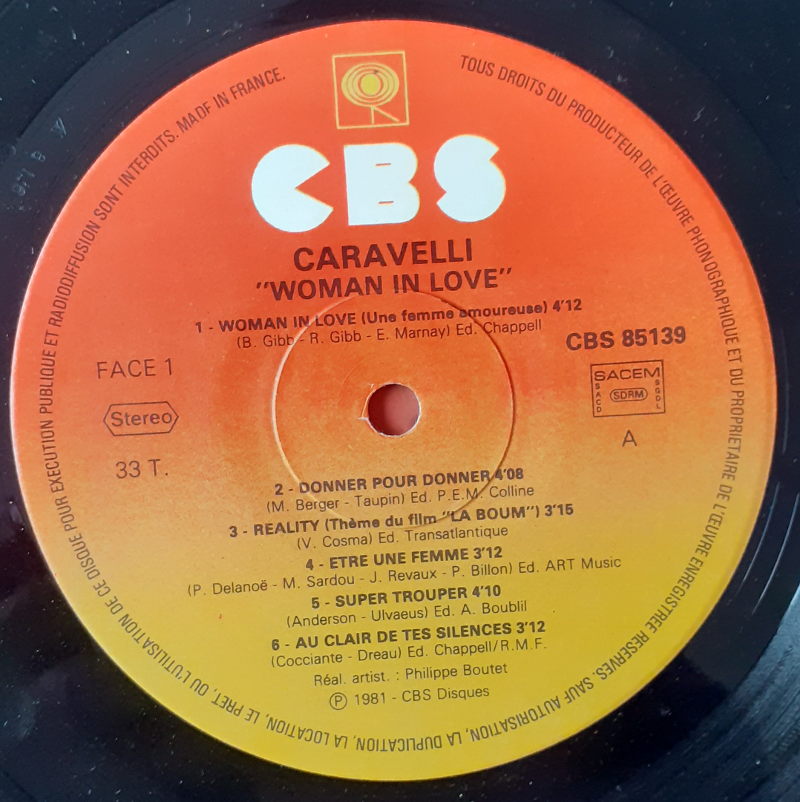 TOUS DROITS DU PRODUCTEUR DE L'ŒUVRE PHONOGRAPHIQUE ET DU PROPRIETAIRE DE L'ŒUVRE ENREGISTREE RESERVES. SAUF AUTORISATION, LA DUPLICATION, LA LOCATION, LE PRET, OU L'UTILISATION DE CE DISQUE POUR EXECUTION PUBLIQUE ET RADIODIFFUSION SONT INTERDITS. MADE IN FRANCE.
CBS
CARAVELLI
"WOMAN IN LOVE"
1 - WOMAN IN LOVE (Une femme amoureuse) 4'12
(B. Gibb - R. Gibb - E. Marnay) Ed. Chappell
CBS 85139
FACE 1
SACEM
SACD
SDRM
SGDL
Stereo
A
33 T.
2 - DONNER POUR DONNER 4'08
(M. Berger - Taupin) Ed. P.E.M. Colline
3 - REALITY (Thème du film "LA BOUM") 3'15
(V. Cosma) Ed. Transatlantique
4 - ETRE UNE FEMME 3'12
(P. Delanoë - M. Sardou - J. Revaux - P. Billon) Ed. ART Music
5 - SUPER TROUPER 4'10
(Anderson - Ulvaeus) Ed. A. Boublil
6 - AU CLAIR DE TES SILENCES 3'12
(Cocciante - Dreau) Ed. Chappell/R.M.F.
Réal. artist. : Philippe Boutet
Ⓟ 1981 - CBS Disques